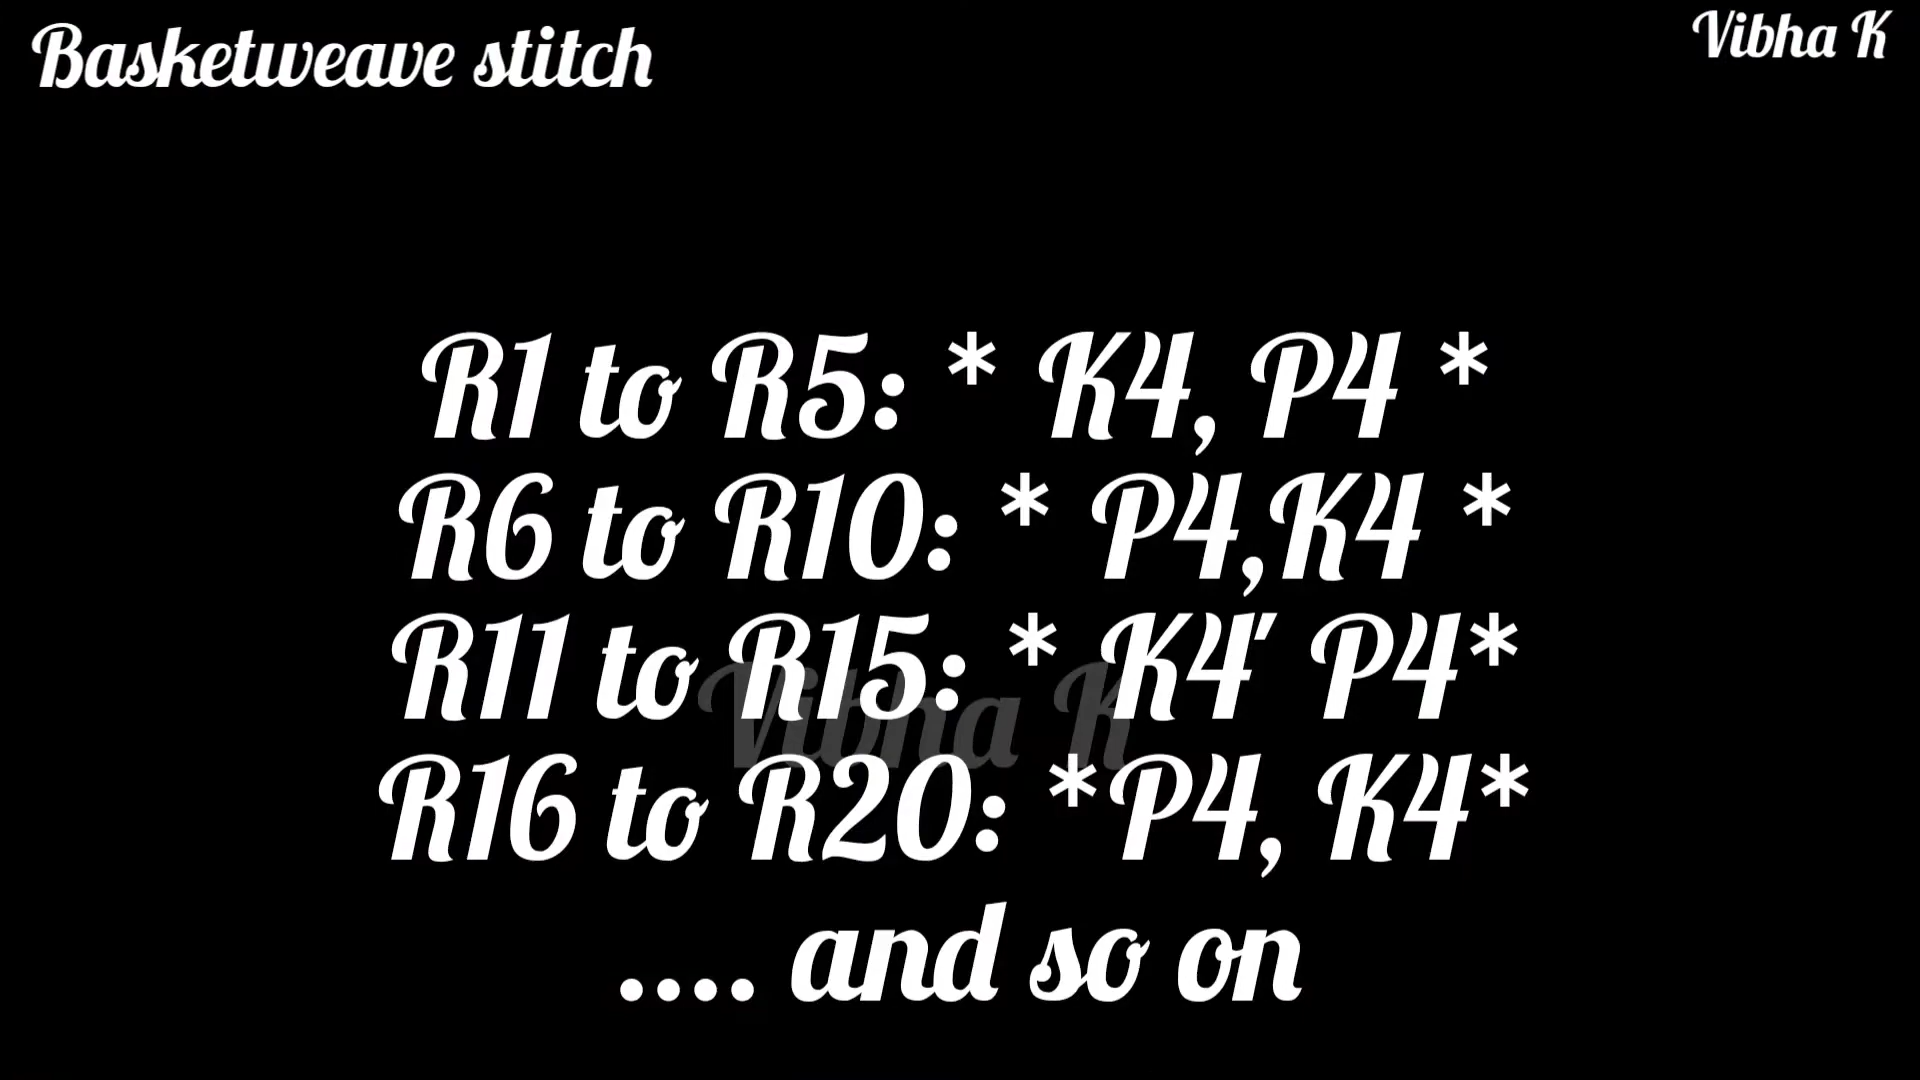 Basketweave stitch
Vibha K
R1 to R5: * K4, P4 *
R6 to R10: * P4,K4 *
R11 to R15: * K4' P4*
Vibha K
R16 to R20: *P4, K4*
.... and so on